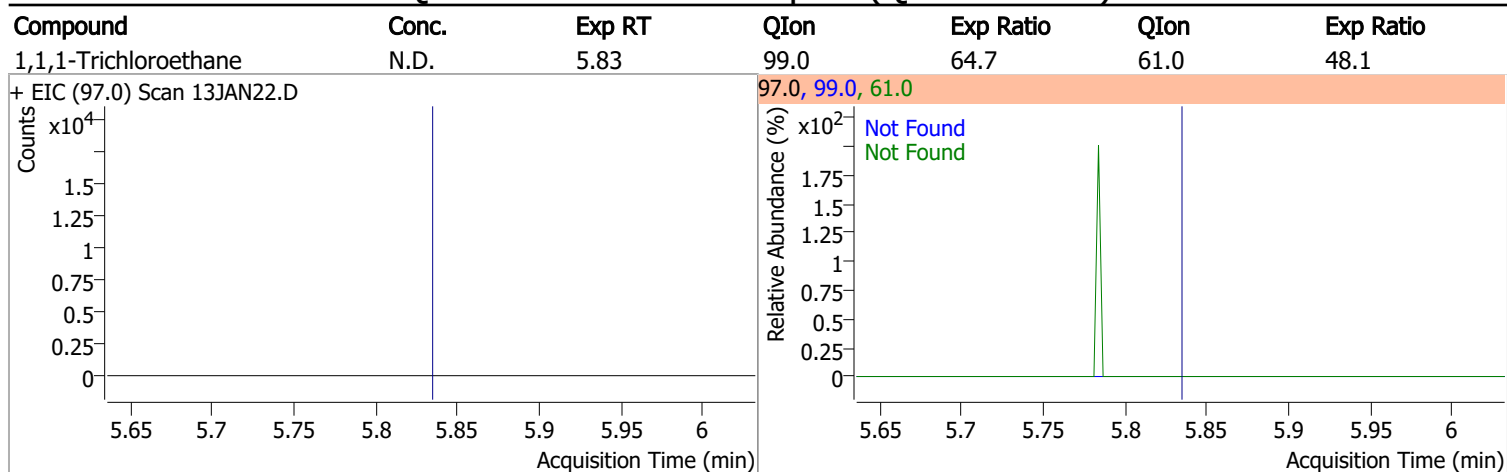 Compound Conc. Exp RT QIon Exp Ratio QIon Exp Ratio
1,1,1-Trichloroethane N.D. 5.83 99.0 64.7 61.0 48.1
+ EIC (97.0) Scan 13JAN22.D
Counts
x10⁴
1.5
1.25
1
0.75
0.5
0.25
0
5.65 5.7 5.75 5.8 5.85 5.9 5.95 6
Acquisition Time (min)
97.0, 99.0, 61.0
Relative Abundance (%)
x10²
Not Found
Not Found
1.75
1.5
1.25
1
0.75
0.5
0.25
0
5.65 5.7 5.75 5.8 5.85 5.9 5.95 6
Acquisition Time (min)